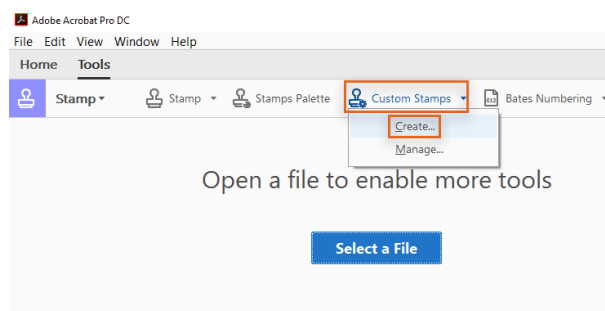 Adobe Acrobat Pro DC
File Edit View Window Help
Home Tools
Stamp Stamp Stamps Palette Custom Stamps 012 Bates Numbering
Create...
Manage...
Open a file to enable more tools
Select a File